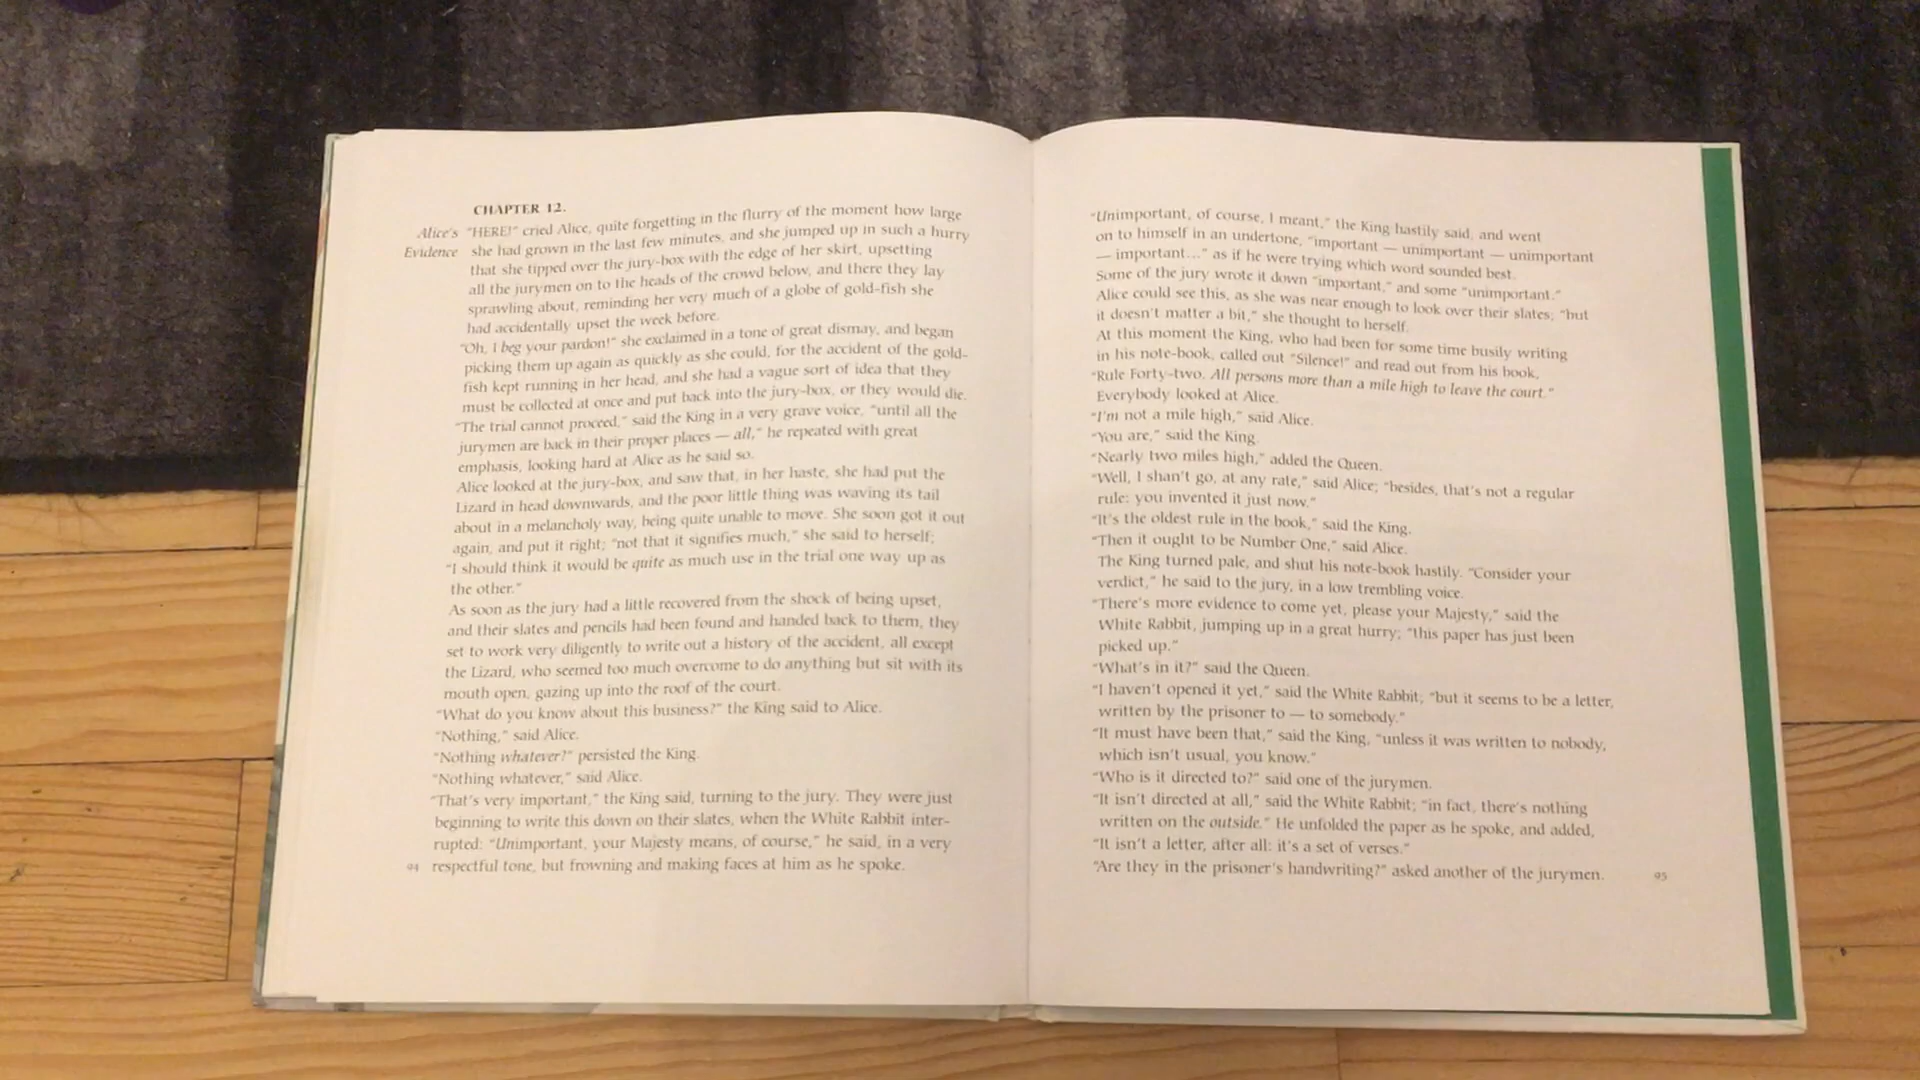 CHAPTER 12.
Alice's
Evidence
"HERE!" cried Alice, quite forgetting in the flurry of the moment how large
she had grown in the last few minutes, and she jumped up in such a hurry
that she tipped over the jury-box with the edge of her skirt, upsetting
all the jurymen on to the heads of the crowd below, and there they lay
sprawling about, reminding her very much of a globe of gold-fish she
had accidentally upset the week before.
"Oh, I beg your pardon!" she exclaimed in a tone of great dismay, and began
picking them up again as quickly as she could, for the accident of the gold-
fish kept running in her head, and she had a vague sort of idea that they
must be collected at once and put back into the jury-box, or they would die.
"The trial cannot proceed," said the King in a very grave voice, "until all the
jurymen are back in their proper places — all," he repeated with great
emphasis, looking hard at Alice as he said so.
Alice looked at the jury-box, and saw that, in her haste, she had put the
Lizard in head downwards, and the poor little thing was waving its tail
about in a melancholy way, being quite unable to move. She soon got it out
again, and put it right; "not that it signifies much," she said to herself;
"I should think it would be quite as much use in the trial one way up as
the other."
As soon as the jury had a little recovered from the shock of being upset,
and their slates and pencils had been found and handed back to them, they
set to work very diligently to write out a history of the accident, all except
the Lizard, who seemed too much overcome to do anything but sit with its
mouth open, gazing up into the roof of the court.
"What do you know about this business?" the King said to Alice.
"Nothing," said Alice.
"Nothing whatever?" persisted the King.
"Nothing whatever," said Alice.
"That's very important," the King said, turning to the jury. They were just
beginning to write this down on their slates, when the White Rabbit inter-
rupted: "Unimportant, your Majesty means, of course," he said, in a very
respectful tone, but frowning and making faces at him as he spoke.
94
"Unimportant, of course, I meant," the King hastily said, and went
on to himself in an undertone, "important — unimportant — unimportant
— important..." as if he were trying which word sounded best.
Some of the jury wrote it down "important," and some "unimportant."
Alice could see this, as she was near enough to look over their slates; "but
it doesn't matter a bit," she thought to herself.
At this moment the King, who had been for some time busily writing
in his note-book, called out "Silence!" and read out from his book,
"Rule Forty-two. All persons more than a mile high to leave the court."
Everybody looked at Alice.
"I'm not a mile high," said Alice.
"You are," said the King.
"Nearly two miles high," added the Queen.
"Well, I shan't go, at any rate," said Alice; "besides, that's not a regular
rule: you invented it just now."
"It's the oldest rule in the book," said the King.
"Then it ought to be Number One," said Alice.
The King turned pale, and shut his note-book hastily. "Consider your
verdict," he said to the jury, in a low trembling voice.
"There's more evidence to come yet, please your Majesty," said the
White Rabbit, jumping up in a great hurry; "this paper has just been
picked up."
"What's in it?" said the Queen.
"I haven't opened it yet," said the White Rabbit; "but it seems to be a letter,
written by the prisoner to — to somebody."
"It must have been that," said the King, "unless it was written to nobody,
which isn't usual, you know."
"Who is it directed to?" said one of the jurymen.
"It isn't directed at all," said the White Rabbit; "in fact, there's nothing
written on the outside." He unfolded the paper as he spoke, and added,
"It isn't a letter, after all: it's a set of verses."
"Are they in the prisoner's handwriting?" asked another of the jurymen.
95